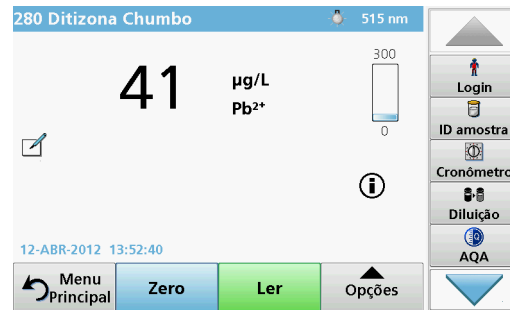 280 Ditizona Chumbo
515 nm
300
41
µg/L
Pb²⁺
0
12-ABR-2012 13:52:40
Menu
Principal
Zero
Ler
Opções
Login
ID amostra
Cronômetro
Diluição
AQA